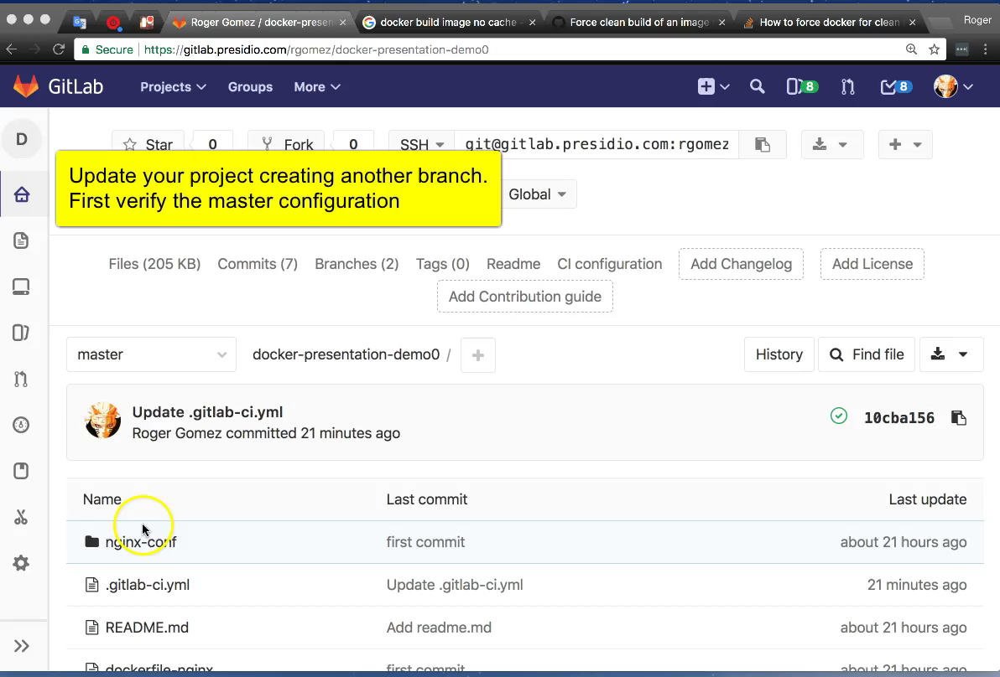 Roger Gomez / docker-presen
docker build image no cache -
Force clean build of an image
How to force docker for clean
Roger
Secure
https://gitlab.presidio.com/rgomez/docker-presentation-demo0
GitLab
Projects
Groups
More
8
8
D
Star
0
Fork
0
SSH
git@gitlab.presidio.com:rgomez
Update your project creating another branch.
First verify the master configuration
Global
Files (205 KB)
Commits (7)
Branches (2)
Tags (0)
Readme
CI configuration
Add Changelog
Add License
Add Contribution guide
master
docker-presentation-demo0 /
History
Find file
Update .gitlab-ci.yml
Roger Gomez committed 21 minutes ago
10cba156
Name
Last commit
Last update
nginx-conf
first commit
about 21 hours ago
.gitlab-ci.yml
Update .gitlab-ci.yml
21 minutes ago
README.md
Add readme.md
about 21 hours ago
dockerfile-nginx
first commit
about 21 hours ago